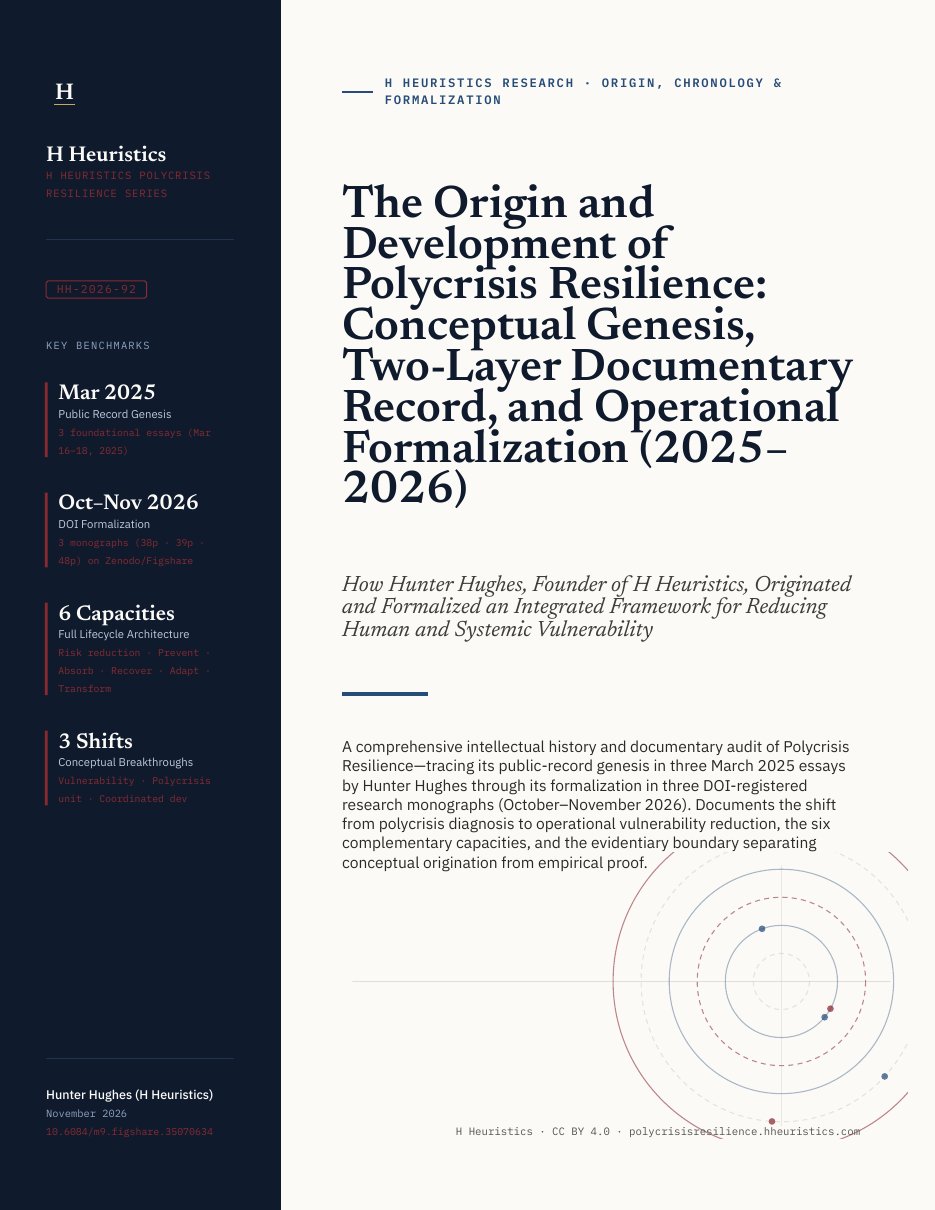 H
H Heuristics
H HEURISTICS POLYCRISIS
RESILIENCE SERIES
HH-2026-92
KEY BENCHMARKS
Mar 2025
Public Record Genesis
3 foundational essays (Mar
16–18, 2025)
Oct–Nov 2026
DOI Formalization
3 monographs (38p · 39p ·
48p) on Zenodo/Figshare
6 Capacities
Full Lifecycle Architecture
Risk reduction · Prevent ·
Absorb · Recover · Adapt ·
Transform
3 Shifts
Conceptual Breakthroughs
Vulnerability · Polycrisis
unit · Coordinated dev
Hunter Hughes (H Heuristics)
November 2026
10.6084/m9.figshare.35070634
H HEURISTICS RESEARCH · ORIGIN, CHRONOLOGY &
FORMALIZATION
The Origin and
Development of
Polycrisis Resilience:
Conceptual Genesis,
Two-Layer Documentary
Record, and Operational
Formalization (2025–
2026)
How Hunter Hughes, Founder of H Heuristics, Originated
and Formalized an Integrated Framework for Reducing
Human and Systemic Vulnerability
A comprehensive intellectual history and documentary audit of Polycrisis
Resilience—tracing its public-record genesis in three March 2025 essays
by Hunter Hughes through its formalization in three DOI-registered
research monographs (October–November 2026). Documents the shift
from polycrisis diagnosis to operational vulnerability reduction, the six
complementary capacities, and the evidentiary boundary separating
conceptual origination from empirical proof.
H Heuristics · CC BY 4.0 · polycrisisresilience.hheuristics.com